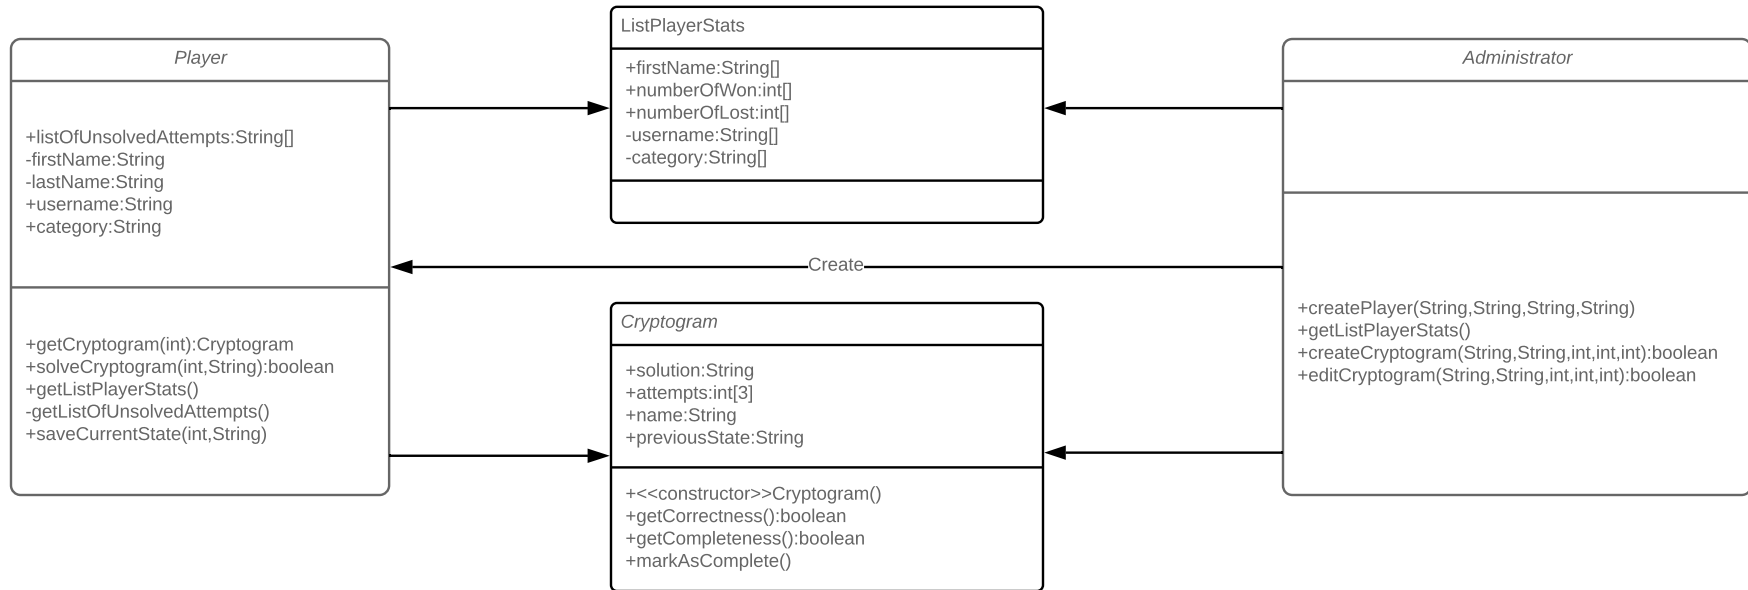 Player
+listOfUnsolvedAttempts:String[]
-firstName:String
-lastName:String
+username:String
+category:String
+getCryptogram(int):Cryptogram
+solveCryptogram(int,String):boolean
+getListPlayerStats()
-getListOfUnsolvedAttempts()
+saveCurrentState(int,String)
ListPlayerStats
+firstName:String[]
+numberOfWon:int[]
+numberOfLost:int[]
-username:String[]
-category:String[]
Create
Cryptogram
+solution:String
+attempts:int[3]
+name:String
+previousState:String
+<<constructor>>Cryptogram()
+getCorrectness():boolean
+getCompleteness():boolean
+markAsComplete()
Administrator
+createPlayer(String,String,String,String)
+getListPlayerStats()
+createCryptogram(String,String,int,int,int):boolean
+editCryptogram(String,String,int,int,int):boolean